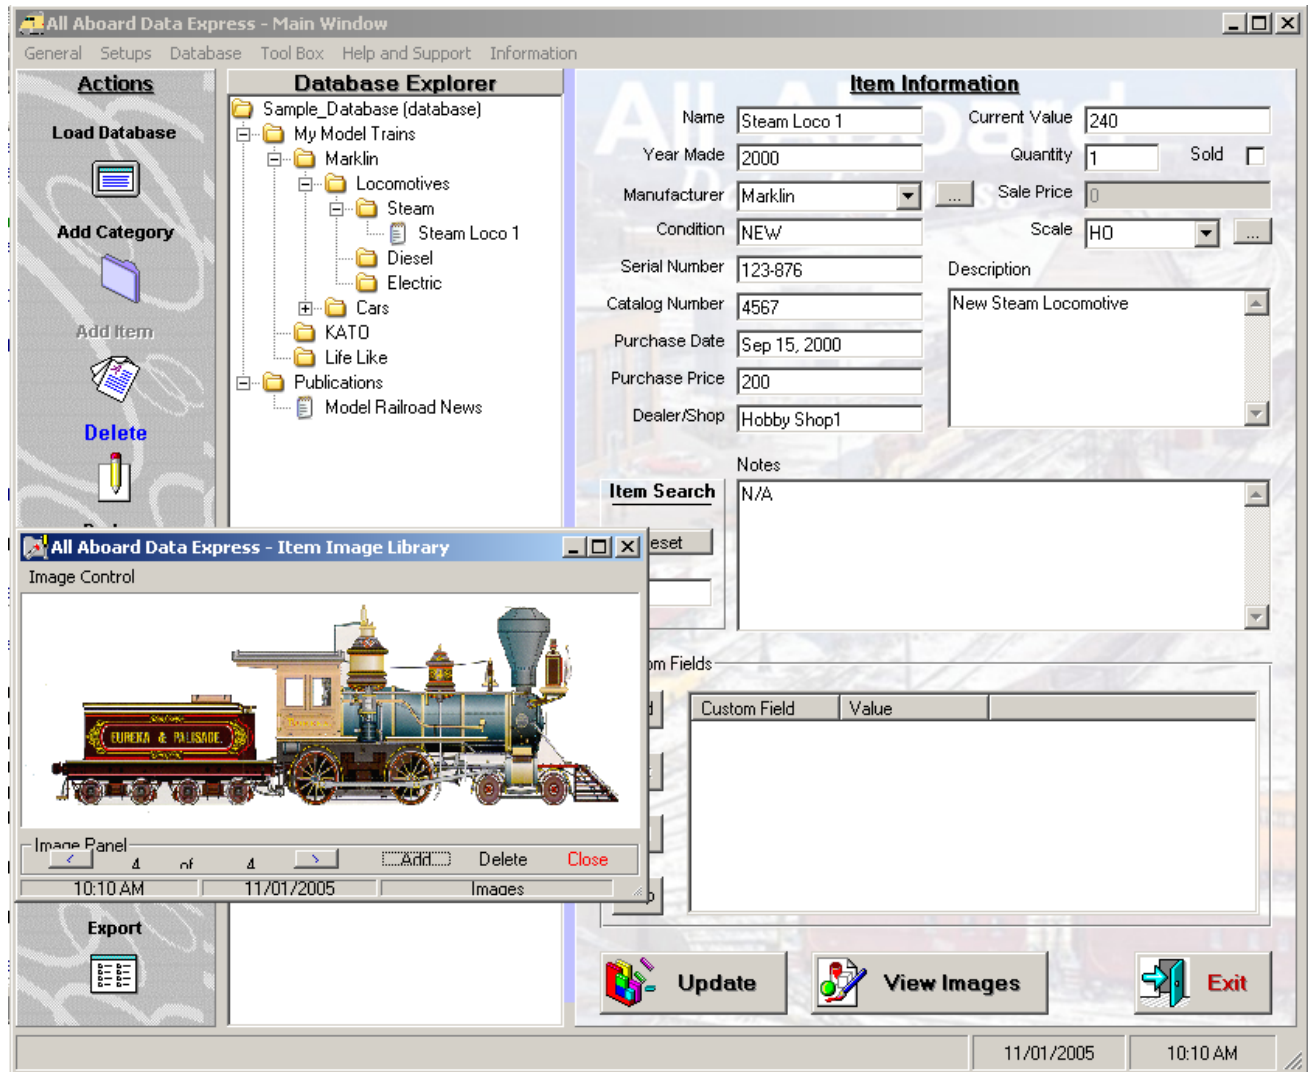 All Aboard Data Express - Main Window
General Setups Database Tool Box Help and Support Information
Actions
Load Database
Add Category
Add Item
Delete
Export
Database Explorer
Sample_Database (database)
My Model Trains
Marklin
Locomotives
Steam
Steam Loco 1
Diesel
Electric
Cars
KATO
Life Like
Publications
Model Railroad News
Item Information
Name Steam Loco 1
Year Made 2000
Manufacturer Marklin ...
Condition NEW
Serial Number 123-876
Catalog Number 4567
Purchase Date Sep 15, 2000
Purchase Price 200
Dealer/Shop Hobby Shop1
Current Value 240
Quantity 1 Sold
Sale Price 0
Scale HO ...
Description
New Steam Locomotive
Notes
N/A
Item Search
eset
om Fields
Custom Field Value
All Aboard Data Express - Item Image Library
Image Control
EUREKA & PALISADE.
Image Panel
< 4 of 4 > Add Delete Close
10:10 AM 11/01/2005 Images
Update View Images Exit
11/01/2005 10:10 AM